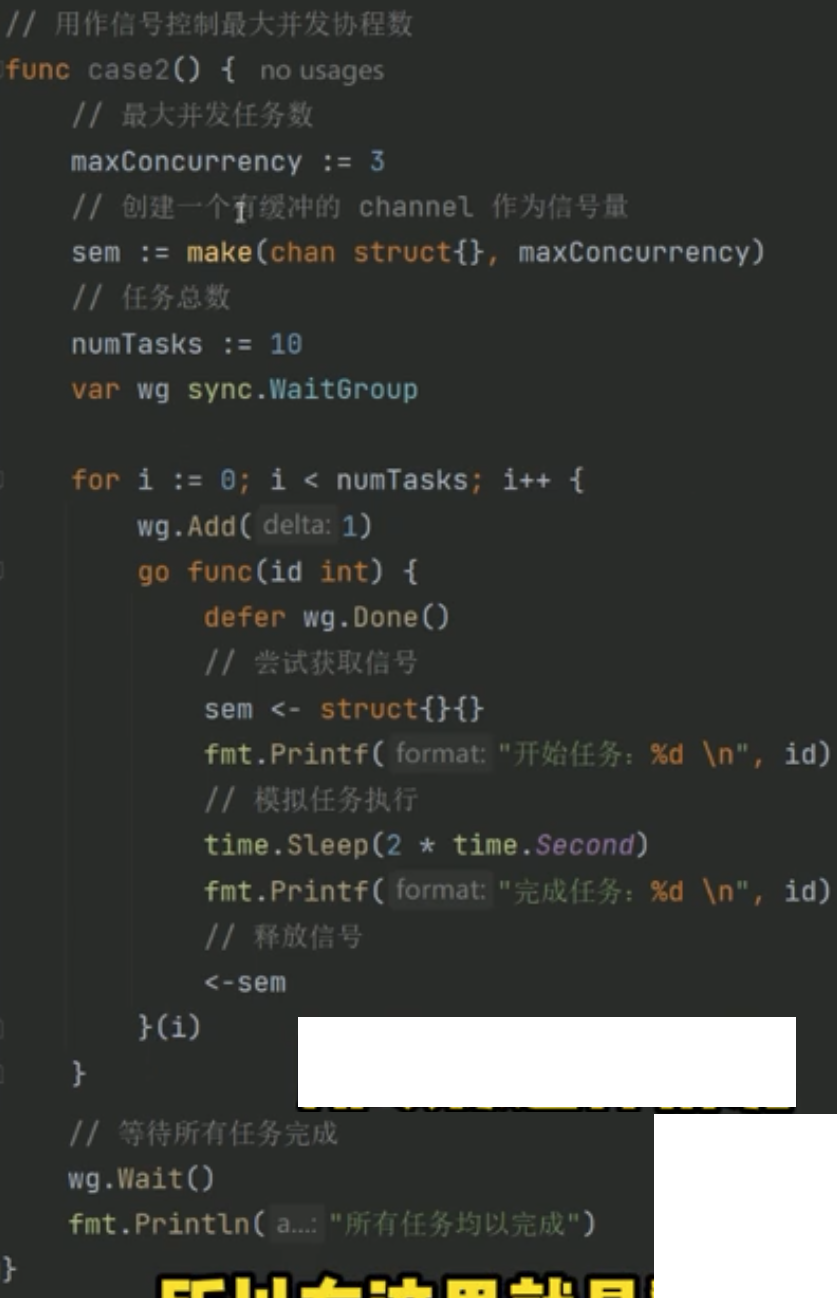 // 用作信号控制最大并发协程数
func case2() { no usages
// 最大并发任务数
maxConcurrency := 3
// 创建一个有缓冲的 channel 作为信号量
sem := make(chan struct{}, maxConcurrency)
// 任务总数
numTasks := 10
var wg sync.WaitGroup
for i := 0; i < numTasks; i++ {
wg.Add( delta: 1)
go func(id int) {
defer wg.Done()
// 尝试获取信号
sem <- struct{}{}
fmt.Printf( format: "开始任务: %d \n", id)
// 模拟任务执行
time.Sleep(2 * time.Second)
fmt.Printf( format: "完成任务: %d \n", id)
// 释放信号
<-sem
}(i)
}
// 等待所有任务完成
wg.Wait()
fmt.Println( a...: "所有任务均以完成")
}